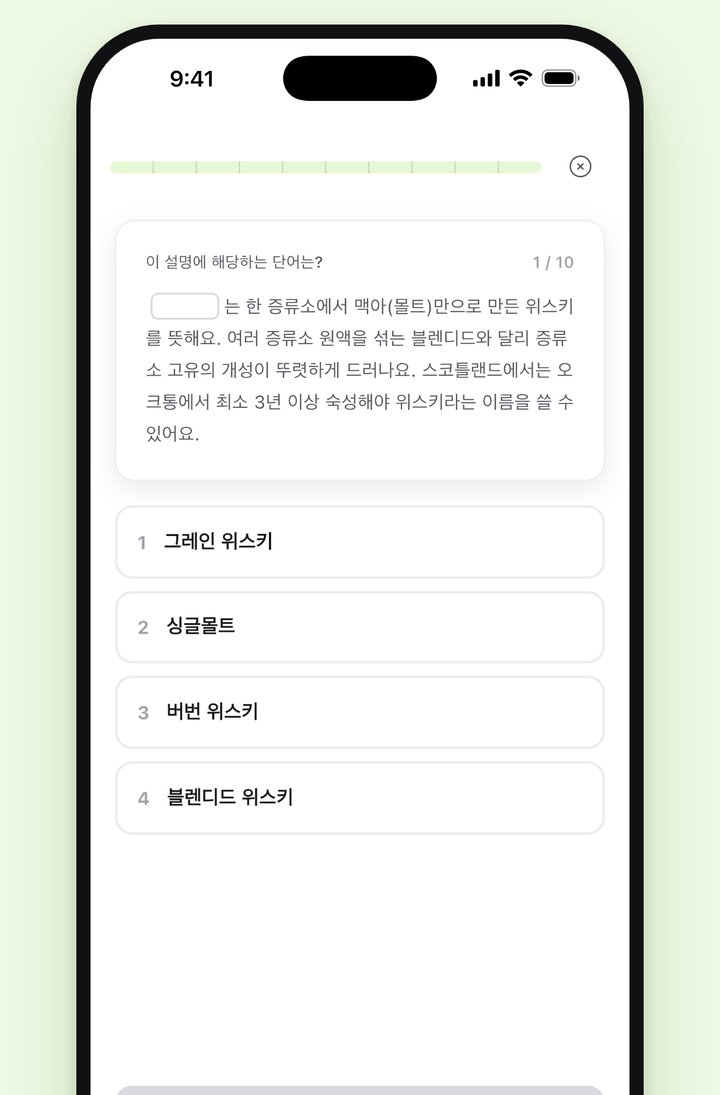 9:41
이 설명에 해당하는 단어는? 1 / 10
는 한 증류소에서 맥아(몰트)만으로 만든 위스키
를 뜻해요. 여러 증류소 원액을 섞는 블렌디드와 달리 증류
소 고유의 개성이 뚜렷하게 드러나요. 스코틀랜드에서는 오
크통에서 최소 3년 이상 숙성해야 위스키라는 이름을 쓸 수
있어요.
1 그레인 위스키
2 싱글몰트
3 버번 위스키
4 블렌디드 위스키